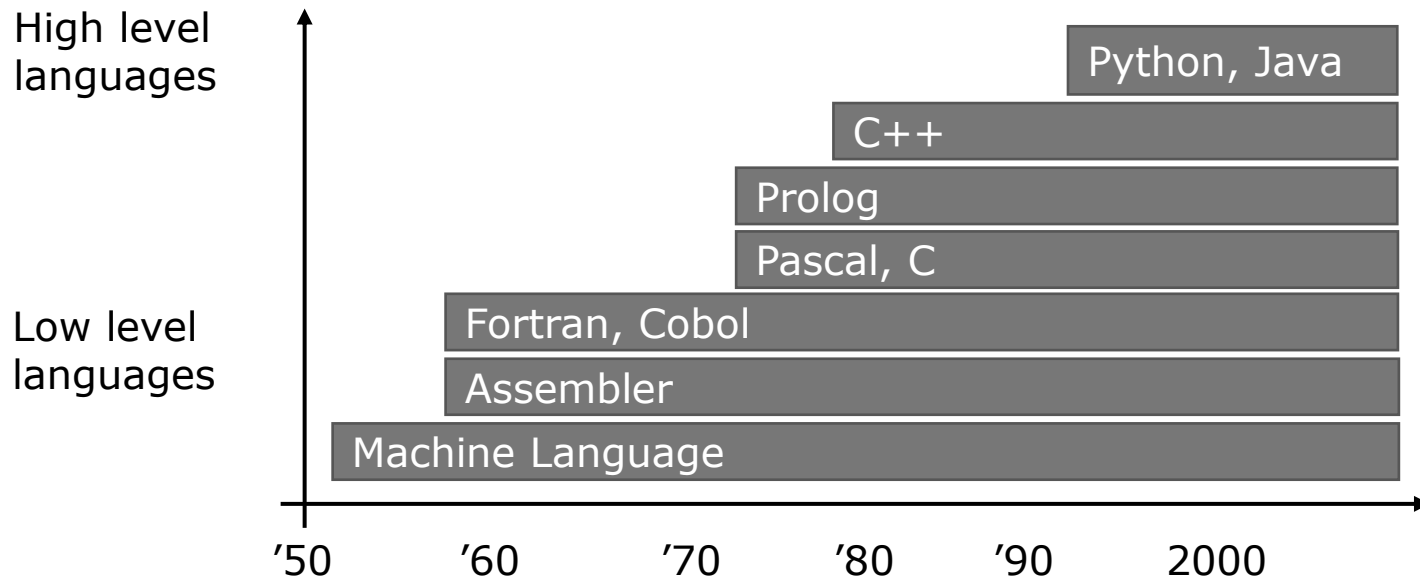 High level
languages
Python, Java
C++
Prolog
Pascal, C
Fortran, Cobol
Low level
languages
Assembler
Machine Language
’50 ’60 ’70 ’80 ’90 2000